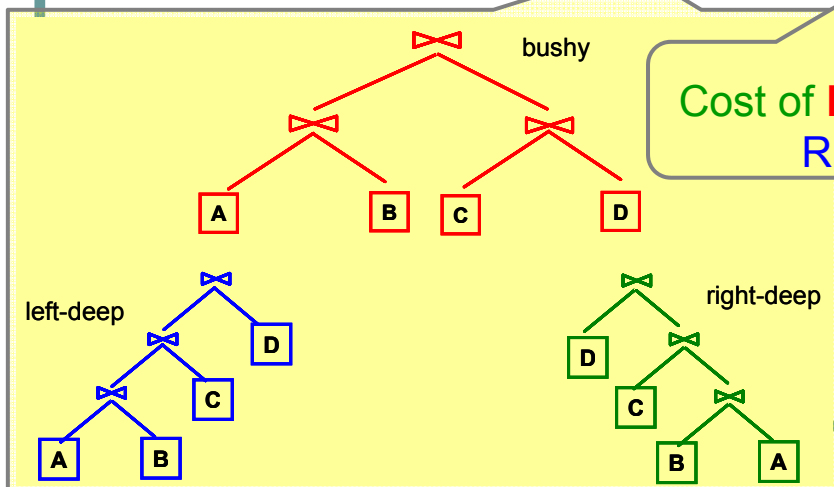 bushy
Cost of
A B C D
left-deep
right-deep
D
C
A B
D
C
B A